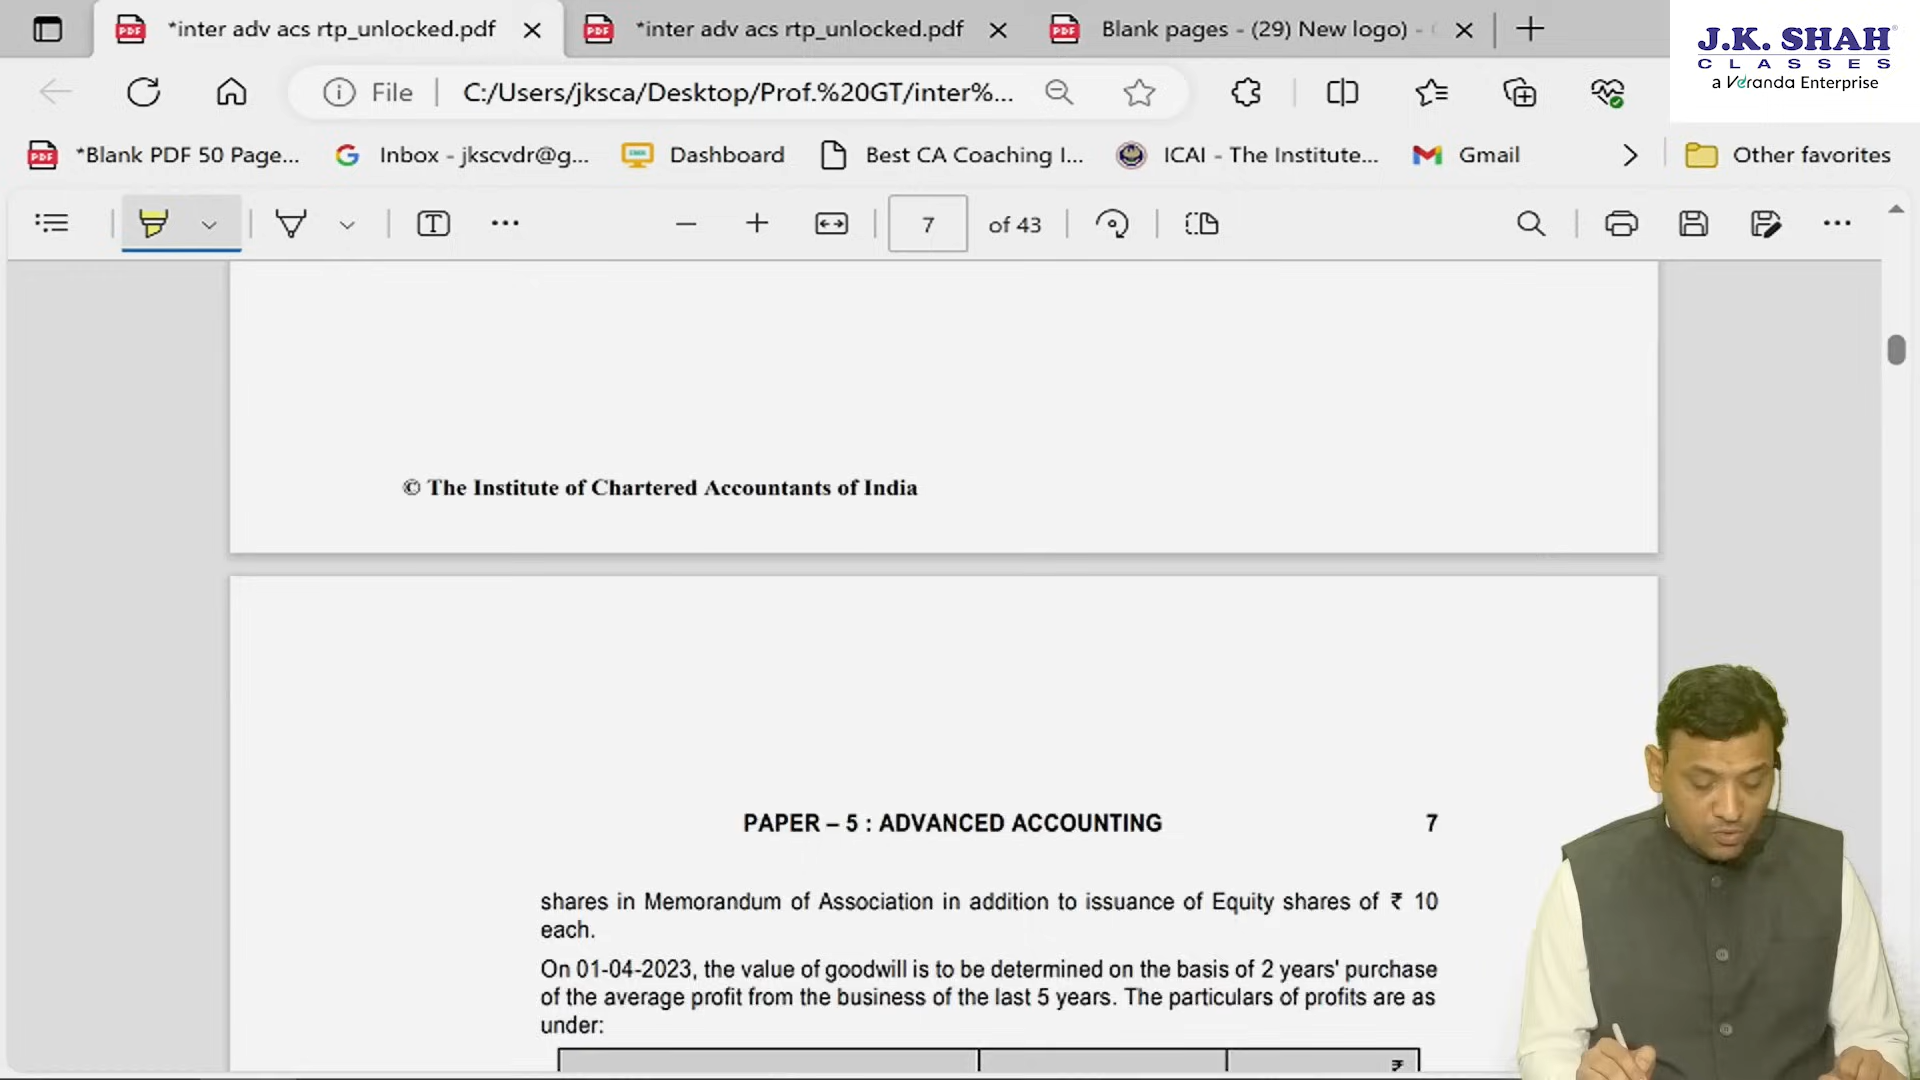 *inter adv acs rtp_unlocked.pdf
*inter adv acs rtp_unlocked.pdf
Blank pages - (29) New logo) -
J.K. SHAH
CLASSES
a Veranda Enterprise
File
C:/Users/jksca/Desktop/Prof.%20GT/inter%...
*Blank PDF 50 Page...
Inbox - jkscvdr@g...
Dashboard
Best CA Coaching I...
ICAI - The Institute...
Gmail
Other favorites
7 of 43
© The Institute of Chartered Accountants of India
PAPER – 5 : ADVANCED ACCOUNTING 7
shares in Memorandum of Association in addition to issuance of Equity shares of ₹ 10
each.
On 01-04-2023, the value of goodwill is to be determined on the basis of 2 years' purchase
of the average profit from the business of the last 5 years. The particulars of profits are as
under:
₹